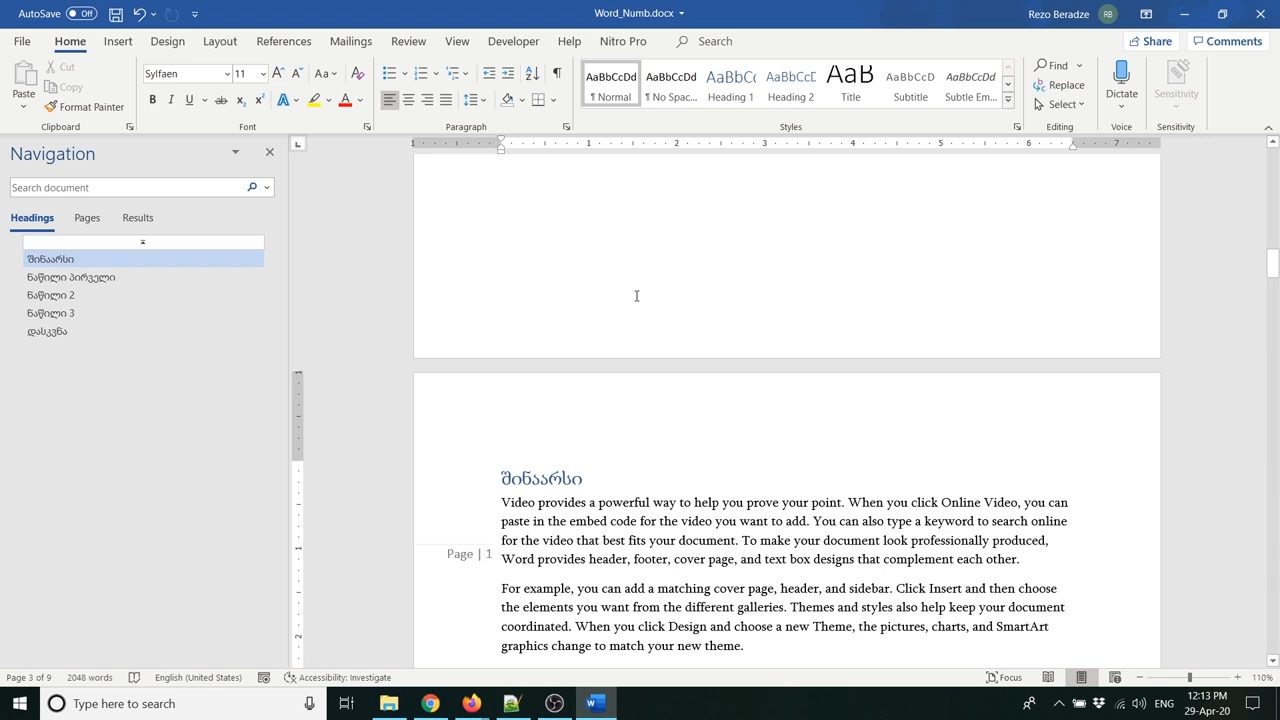 AutoSave Off Word_Numb.docx Rezo Beradze RB
File Home Insert Design Layout References Mailings Review View Developer Help Nitro Pro Search Share Comments
Paste Cut Copy Format Painter
Sylfaen 11
AaBbCcDd AaBbCcDd AaBbC AaBbCcE AaB AaBbCcD AaBbCcDd
¶ Normal ¶ No Spac... Heading 1 Heading 2 Title Subtitle Subtle Em...
Find Replace Select
Dictate Sensitivity
Clipboard Font Paragraph Styles Editing Voice Sensitivity
Navigation
Search document
Headings Pages Results
შინაარსი
ნაწილი პირველი
ნაწილი 2
ნაწილი 3
დასკვნა
1 1 2 3 4 5 6 7
შინაარსი
Video provides a powerful way to help you prove your point. When you click Online Video, you can
paste in the embed code for the video you want to add. You can also type a keyword to search online
for the video that best fits your document. To make your document look professionally produced,
Page | 1
Word provides header, footer, cover page, and text box designs that complement each other.
For example, you can add a matching cover page, header, and sidebar. Click Insert and then choose
the elements you want from the different galleries. Themes and styles also help keep your document
coordinated. When you click Design and choose a new Theme, the pictures, charts, and SmartArt
graphics change to match your new theme.
Page 3 of 9 2048 words English (United States) Accessibility: Investigate Focus 110%
Type here to search ENG 12:13 PM 29-Apr-20